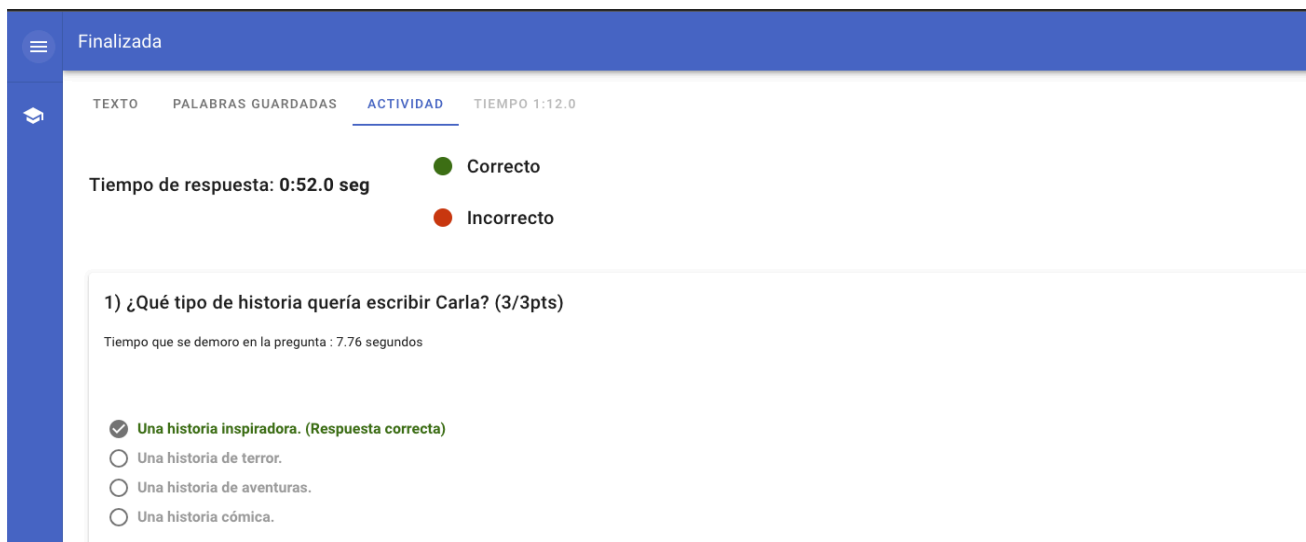 Finalizada
TEXTO PALABRAS GUARDADAS ACTIVIDAD TIEMPO 1:12.0
Tiempo de respuesta: 0:52.0 seg
Correcto
Incorrecto
1) ¿Qué tipo de historia quería escribir Carla? (3/3pts)
Tiempo que se demoro en la pregunta : 7.76 segundos
Una historia inspiradora. (Respuesta correcta)
Una historia de terror.
Una historia de aventuras.
Una historia cómica.